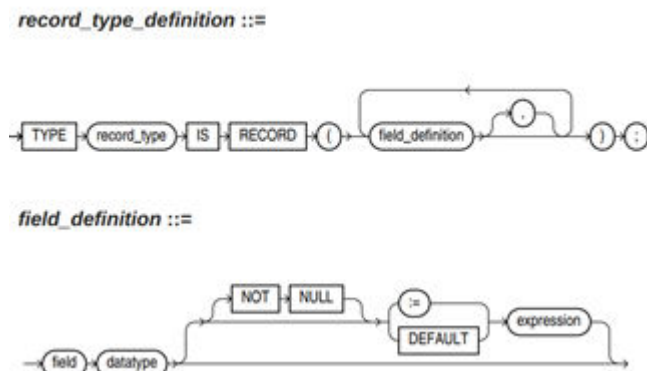 record_type_definition ::=
TYPE record_type IS RECORD ( field_definition , ) ;
field_definition ::=
NOT NULL := DEFAULT expression
field datatype